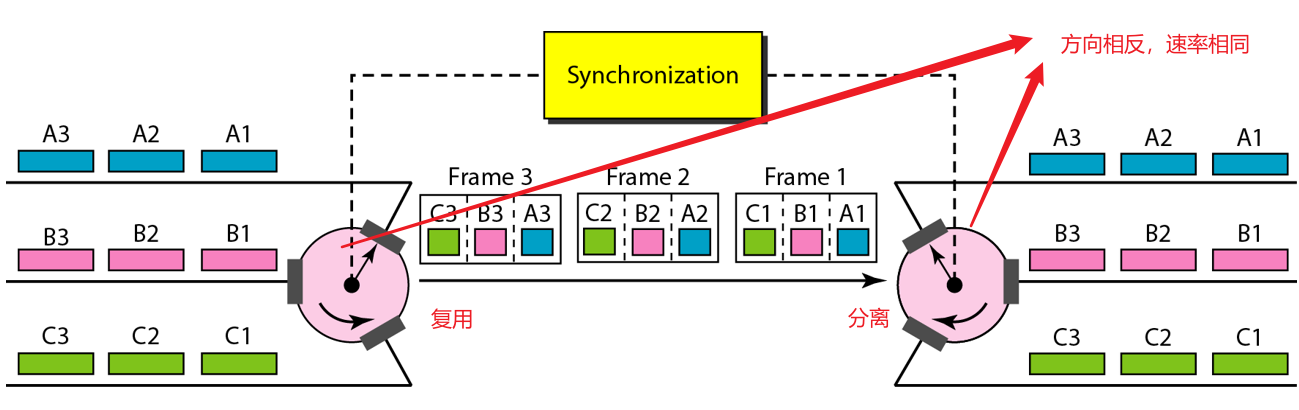 方向相反，速率相同
Synchronization
A3 A2 A1
A3 A2 A1
Frame 3 Frame 2 Frame 1
C3 B3 A3 C2 B2 A2 C1 B1 A1
B3 B2 B1
B3 B2 B1
复用
分离
C3 C2 C1
C3 C2 C1